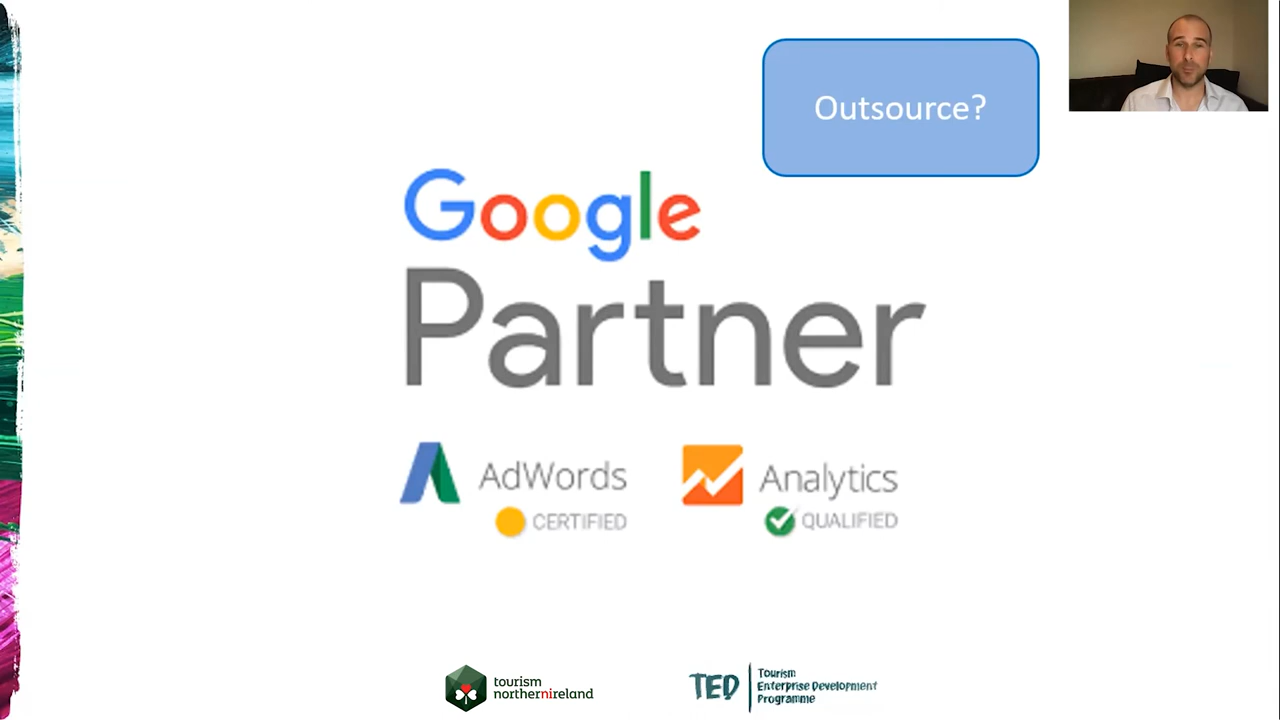 Outsource?
Google
Partner
AdWords
CERTIFIED
Analytics
QUALIFIED
tourism
northernireland
TED
Tourism
Enterprise Development
Programme